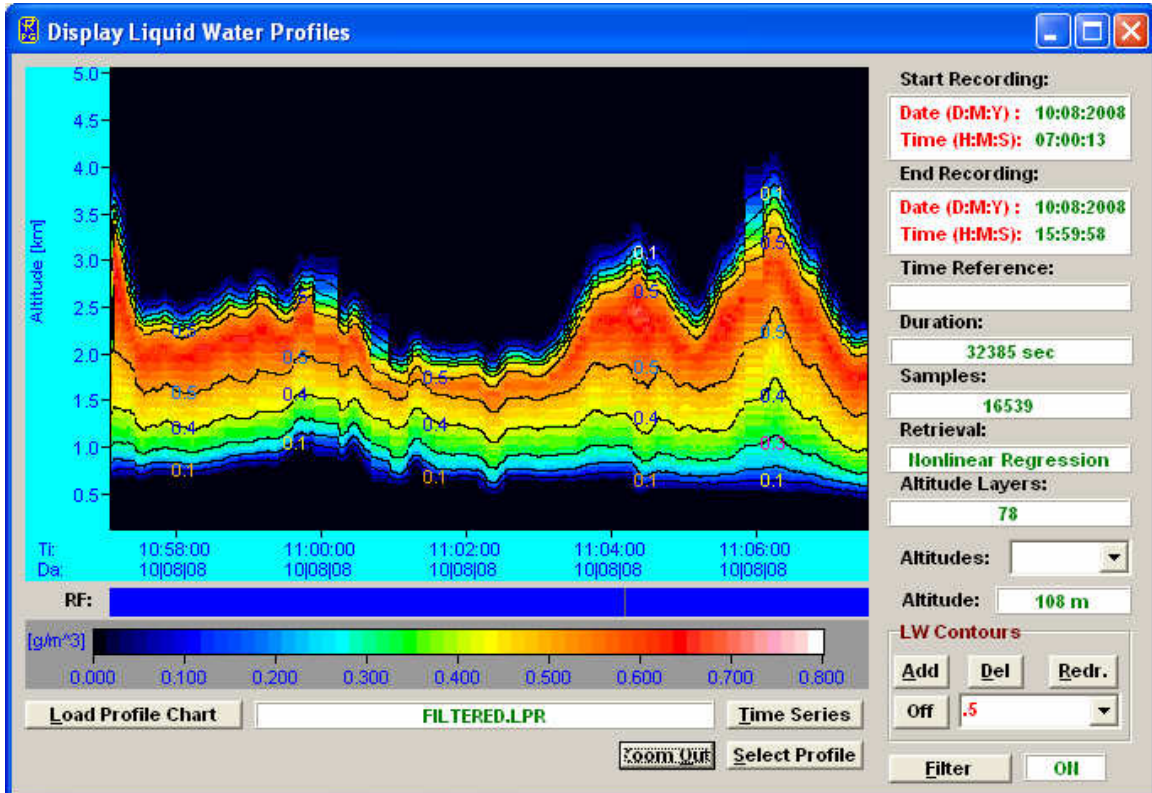 Display Liquid Water Profiles
5.0
4.5
4.0
3.5
3.0
2.5
2.0
1.5
1.0
0.5
Altitude [km]
0.1
0.5
0.1
0.5
0.5
0.5
0.5
0.5
0.5
0.5
0.4
0.4
0.4
0.4
0.3
0.1
0.1
0.1
0.1
0.1
Ti: 10:58:00 11:00:00 11:02:00 11:04:00 11:06:00
Da: 10|08|08 10|08|08 10|08|08 10|08|08 10|08|08
RF:
[g/m^3]
0.000 0.100 0.200 0.300 0.400 0.500 0.600 0.700 0.800
Load Profile Chart FILTERED.LPR Time Series
Zoom Out Select Profile
Start Recording:
Date (D:M:Y) : 10:08:2008
Time (H:M:S): 07:00:13
End Recording:
Date (D:M:Y) : 10:08:2008
Time (H:M:S): 15:59:58
Time Reference:
Duration:
32385 sec
Samples:
16539
Retrieval:
Nonlinear Regression
Altitude Layers:
78
Altitudes:
Altitude: 108 m
LW Contours
Add Del Redr.
Off .5
Filter ON